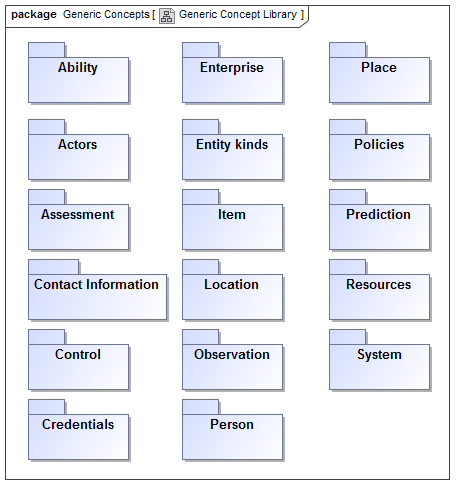 package Generic Concepts [ Generic Concept Library ]
Ability
Enterprise
Place
Actors
Entity kinds
Policies
Assessment
Item
Prediction
Contact Information
Location
Resources
Control
Observation
System
Credentials
Person